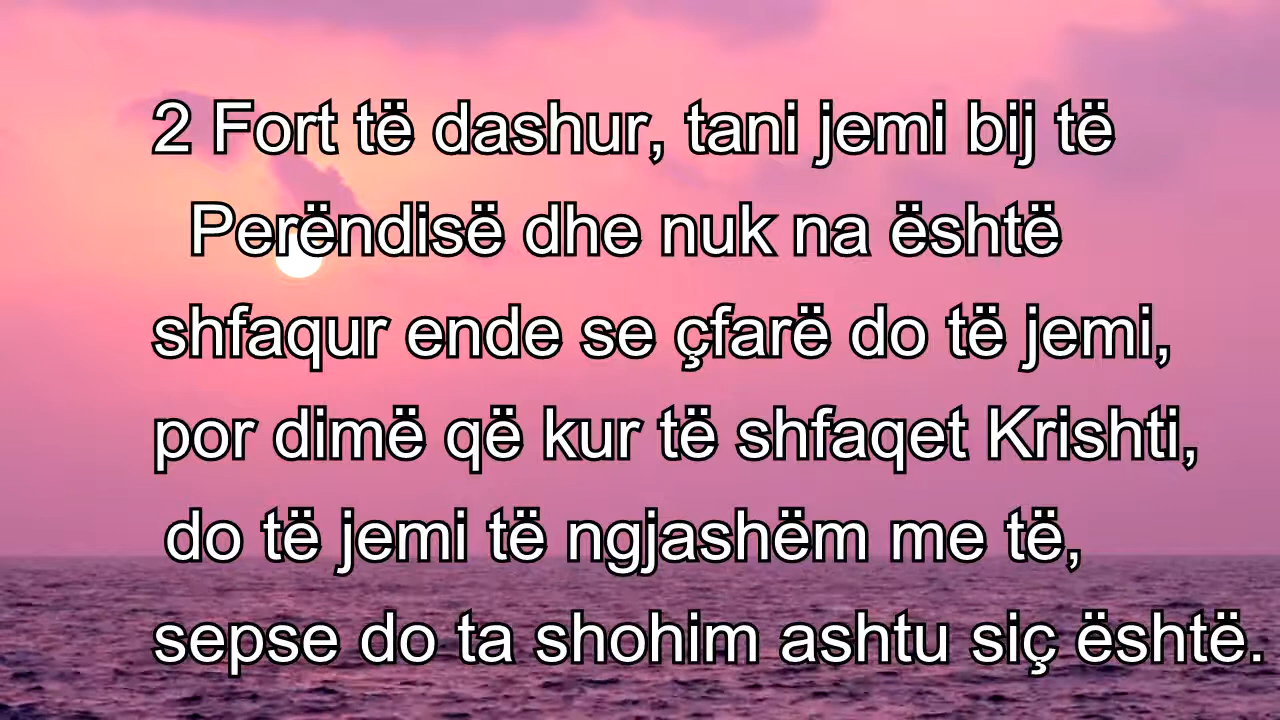 2 Fort të dashur, tani jemi bij të
Perëndisë dhe nuk na është
shfaqur ende se çfarë do të jemi,
por dimë që kur të shfaqet Krishti,
do të jemi të ngjashëm me të,
sepse do ta shohim ashtu siç është.